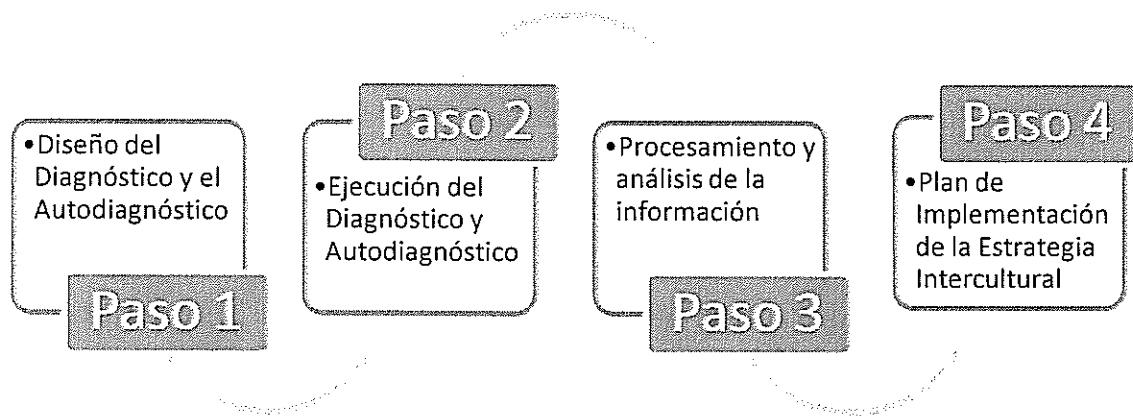 •Diseño del
Diagnóstico y el
Autodiagnóstico
Paso 1
Paso 2
•Ejecución del
Diagnóstico y
Autodiagnóstico
•Procesamiento y
análisis de la
información
Paso 3
Paso 4
•Plan de
Implementación
de la Estrategia
Intercultural